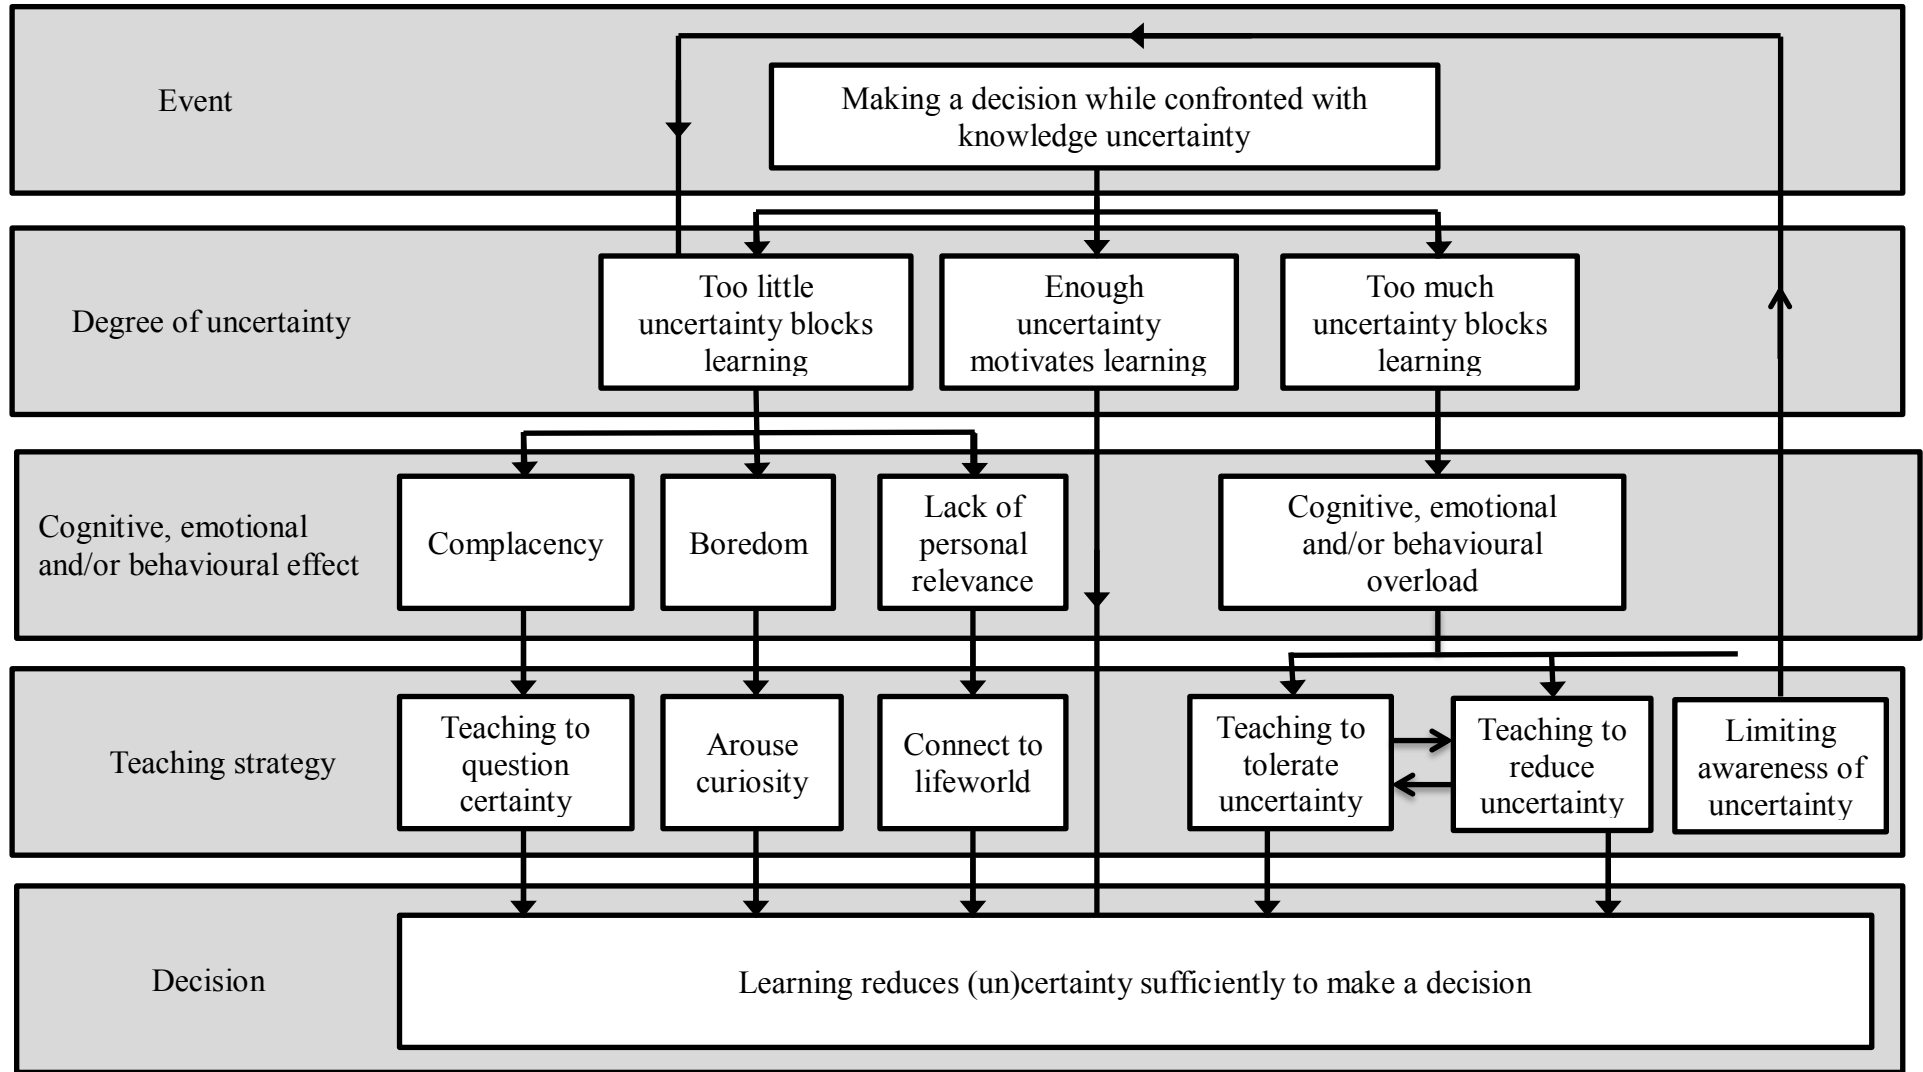 Event
Making a decision while confronted with
knowledge uncertainty
Degree of uncertainty
Too little
uncertainty blocks
learning
Enough
uncertainty
motivates learning
Too much
uncertainty blocks
learning
Cognitive, emotional
and/or behavioural effect
Complacency
Boredom
Lack of
personal
relevance
Cognitive, emotional
and/or behavioural
overload
Teaching strategy
Teaching to
question
certainty
Arouse
curiosity
Connect to
lifeworld
Teaching to
tolerate
uncertainty
Teaching to
reduce
uncertainty
Limiting
awareness of
uncertainty
Decision
Learning reduces (un)certainty sufficiently to make a decision